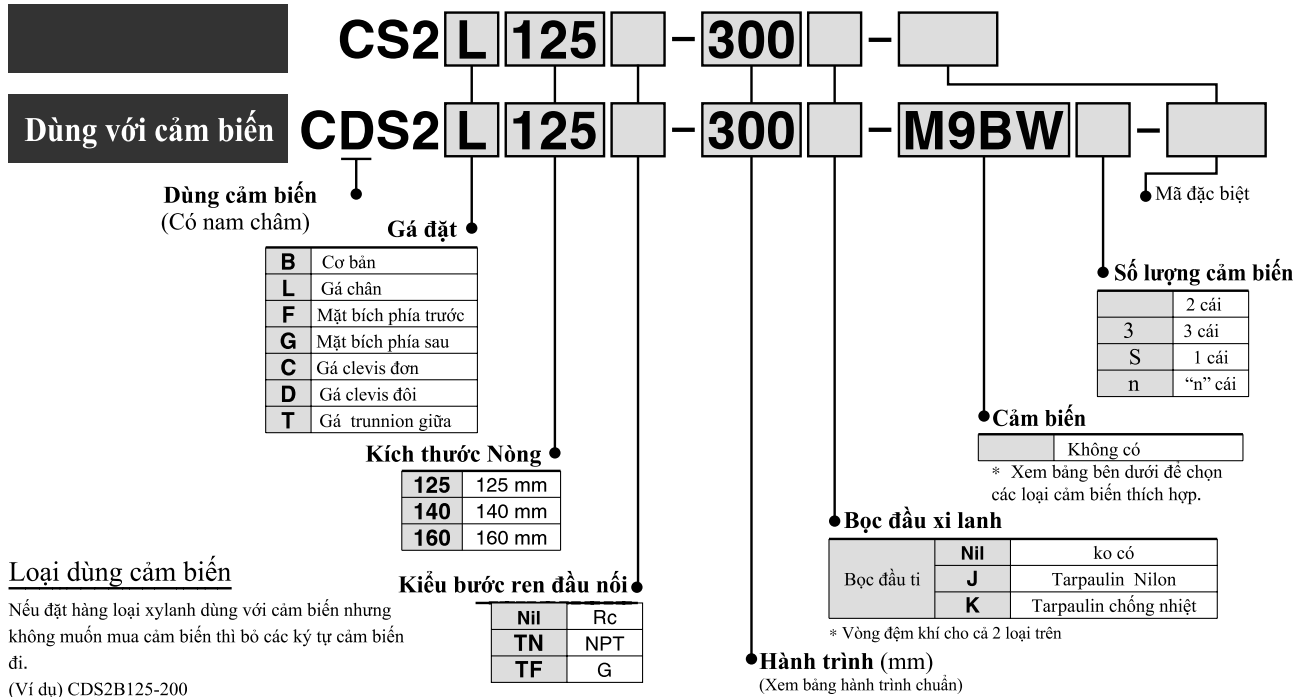 CS2 L 125 - 300 -
Dùng với cảm biến CDS2 L 125 - 300 - M9BW -
Dùng cảm biến
(Có nam châm)
Mã đặc biệt
Gá đặt
B Cơ bản
L Gá chân
F Mặt bích phía trước
G Mặt bích phía sau
C Gá clevis đơn
D Gá clevis đôi
T Gá trunnion giữa
Số lượng cảm biến
2 cái
3 3 cái
S 1 cái
n “n” cái
Cảm biến
Không có
* Xem bảng bên dưới để chọn
các loại cảm biến thích hợp.
Kích thước Nòng
125 125 mm
140 140 mm
160 160 mm
Bọc đầu xi lanh
Bọc đầu ti
Nil ko có
J Tarpaulin Nilon
K Tarpaulin chống nhiệt
* Vòng đệm khí cho cả 2 loại trên
Kiểu bước ren đầu nối
Nil Rc
TN NPT
TF G
Hành trình (mm)
(Xem bảng hành trình chuẩn)
Loại dùng cảm biến
Nếu đặt hàng loại xylanh dùng với cảm biến nhưng
không muốn mua cảm biến thì bỏ các ký tự cảm biến
đi.
(Ví dụ) CDS2B125-200